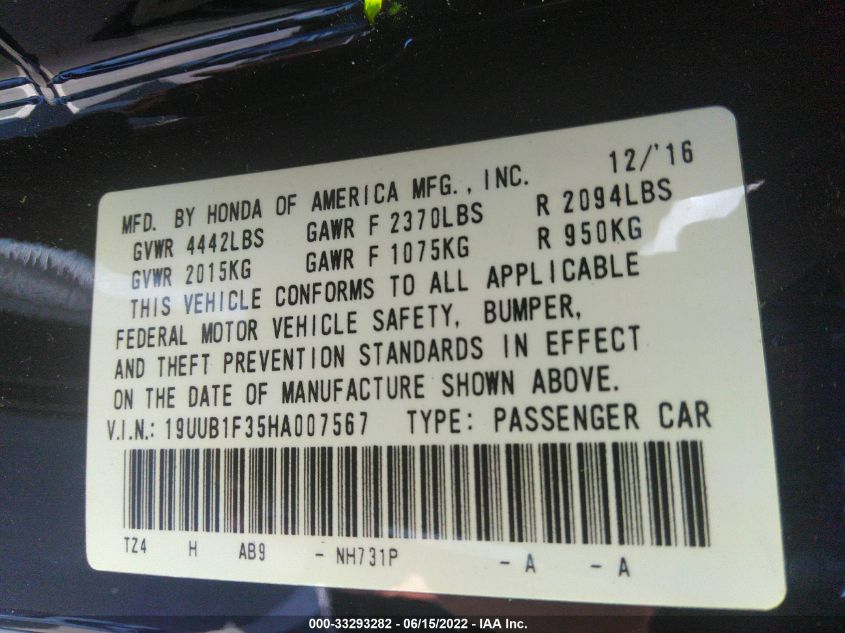 MFD. BY HONDA OF AMERICA MFG., INC. 12/'16
GVWR 4442LBS GAWR F 2370LBS R 2094LBS
GVWR 2015KG GAWR F 1075KG R 950KG
THIS VEHICLE CONFORMS TO ALL APPLICABLE
FEDERAL MOTOR VEHICLE SAFETY, BUMPER,
AND THEFT PREVENTION STANDARDS IN EFFECT
ON THE DATE OF MANUFACTURE SHOWN ABOVE.
V.I.N.: 19UUB1F35HA007567 TYPE: PASSENGER CAR
TZ4 H AB9 - NH731P - A - A
000-33293282 - 06/15/2022 - IAA Inc.